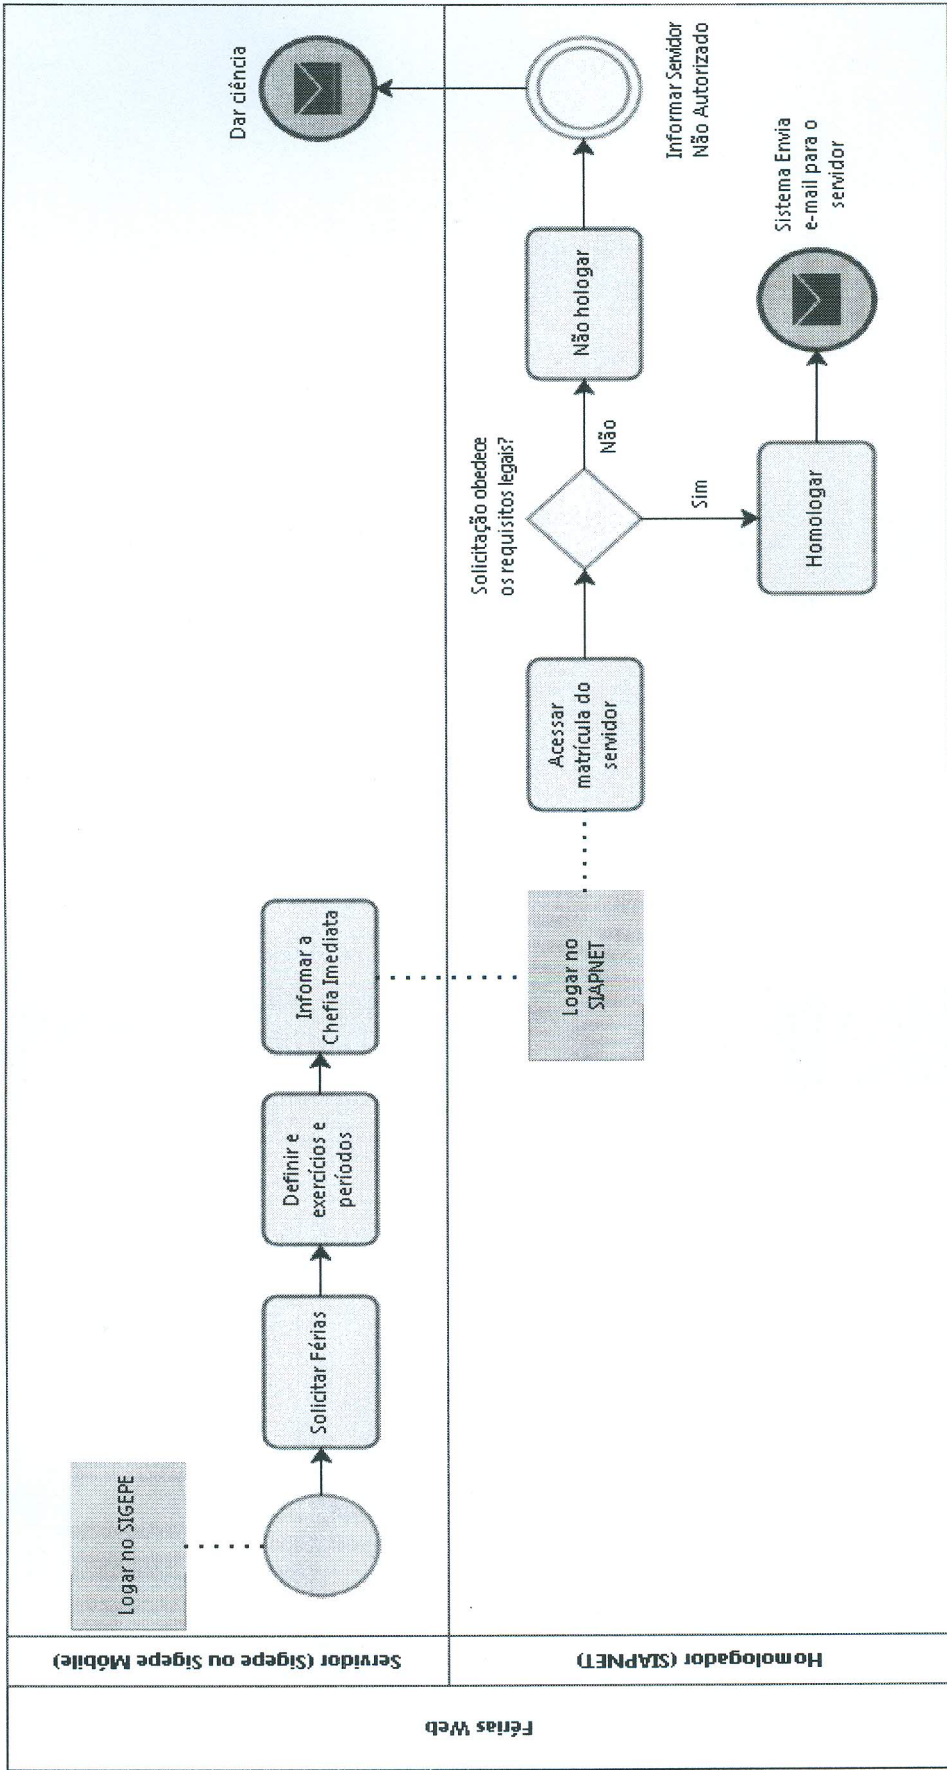 Férias Web
Servidor (Sigepe ou Sigepe Móbile)
Homologador (SIAPNET)
Logar no SIGEPE
Solicitar Férias
Definir e
exercícios e
períodos
Infomar a
Chefia Imediata
Dar ciência
Logar no
SIAPNET
Acessar
matrícula do
servidor
Solicitação obedece
os requisitos legais?
Não
Sim
Não hologar
Informar Servidor
Não Autorizado
Homologar
Sistema Envia
e-mail para o
servidor